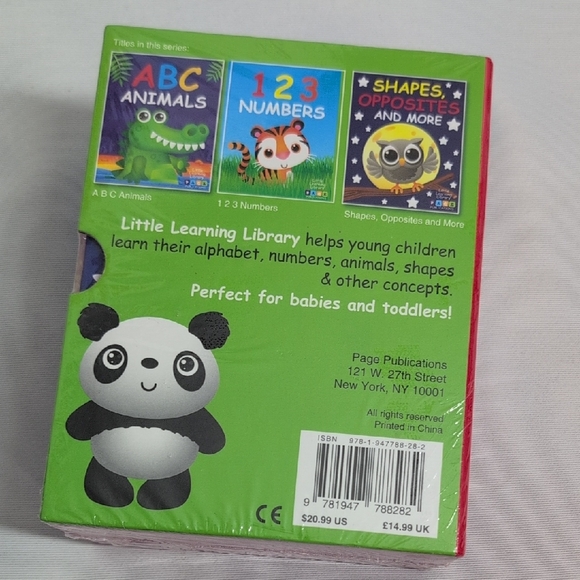 Titles in this series:
ABC
ANIMALS
1 2 3
NUMBERS
SHAPES,
OPPOSITES
AND MORE
A B C Animals
1 2 3 Numbers
Shapes, Opposites and More
Little Learning Library helps young children
learn their alphabet, numbers, animals, shapes
& other concepts.
Perfect for babies and toddlers!
Page Publications
121 W. 27th Street
New York, NY 10001
All rights reserved
Printed in China
ISBN 978-1-947788-28-2
9 781947 788282
$20.99 US £14.99 UK
CE